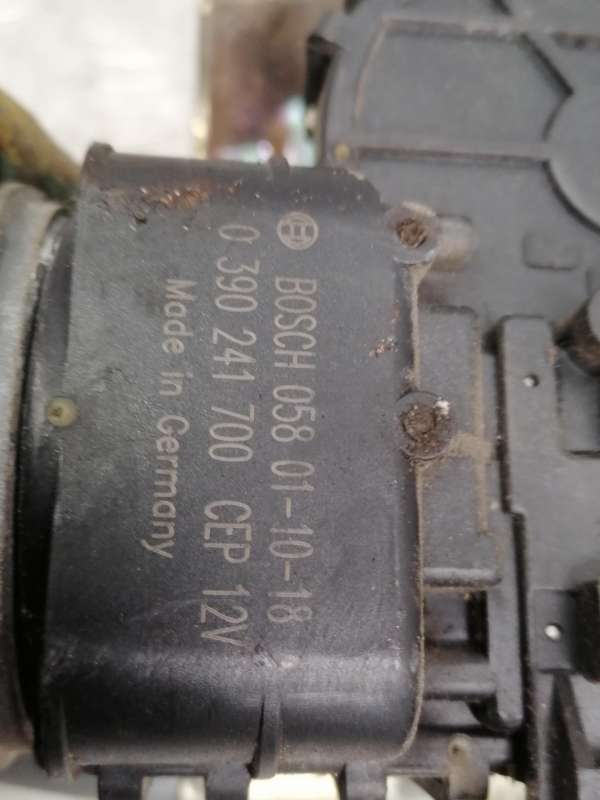 BOSCH 058 01-10-18
0 390 241 700 CEP 12V
Made in Germany